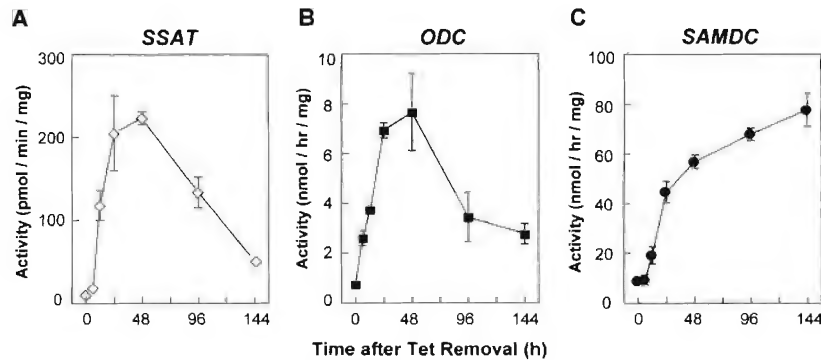 A
SSAT
Activity (pmol / min / mg)
300
200
100
0
0
48
96
144
B
ODC
Activity (nmol / hr / mg)
10
8
6
4
2
0
0
48
96
144
C
SAMDC
Activity (nmol / hr / mg)
100
80
60
40
20
0
0
48
96
144
Time after Tet Removal (h)